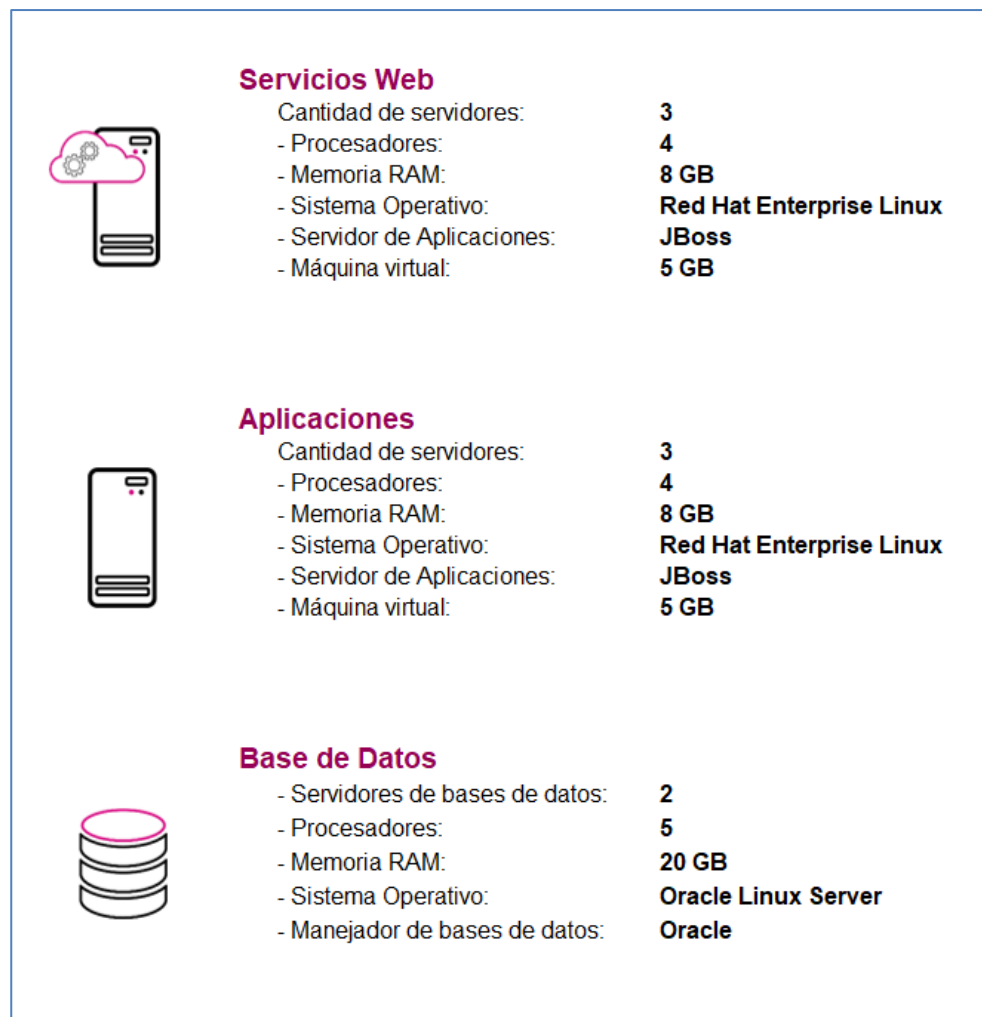 Servicios Web
Cantidad de servidores: 3
- Procesadores: 4
- Memoria RAM: 8 GB
- Sistema Operativo: Red Hat Enterprise Linux
- Servidor de Aplicaciones: JBoss
- Máquina virtual: 5 GB
Aplicaciones
Cantidad de servidores: 3
- Procesadores: 4
- Memoria RAM: 8 GB
- Sistema Operativo: Red Hat Enterprise Linux
- Servidor de Aplicaciones: JBoss
- Máquina virtual: 5 GB
Base de Datos
- Servidores de bases de datos: 2
- Procesadores: 5
- Memoria RAM: 20 GB
- Sistema Operativo: Oracle Linux Server
- Manejador de bases de datos: Oracle